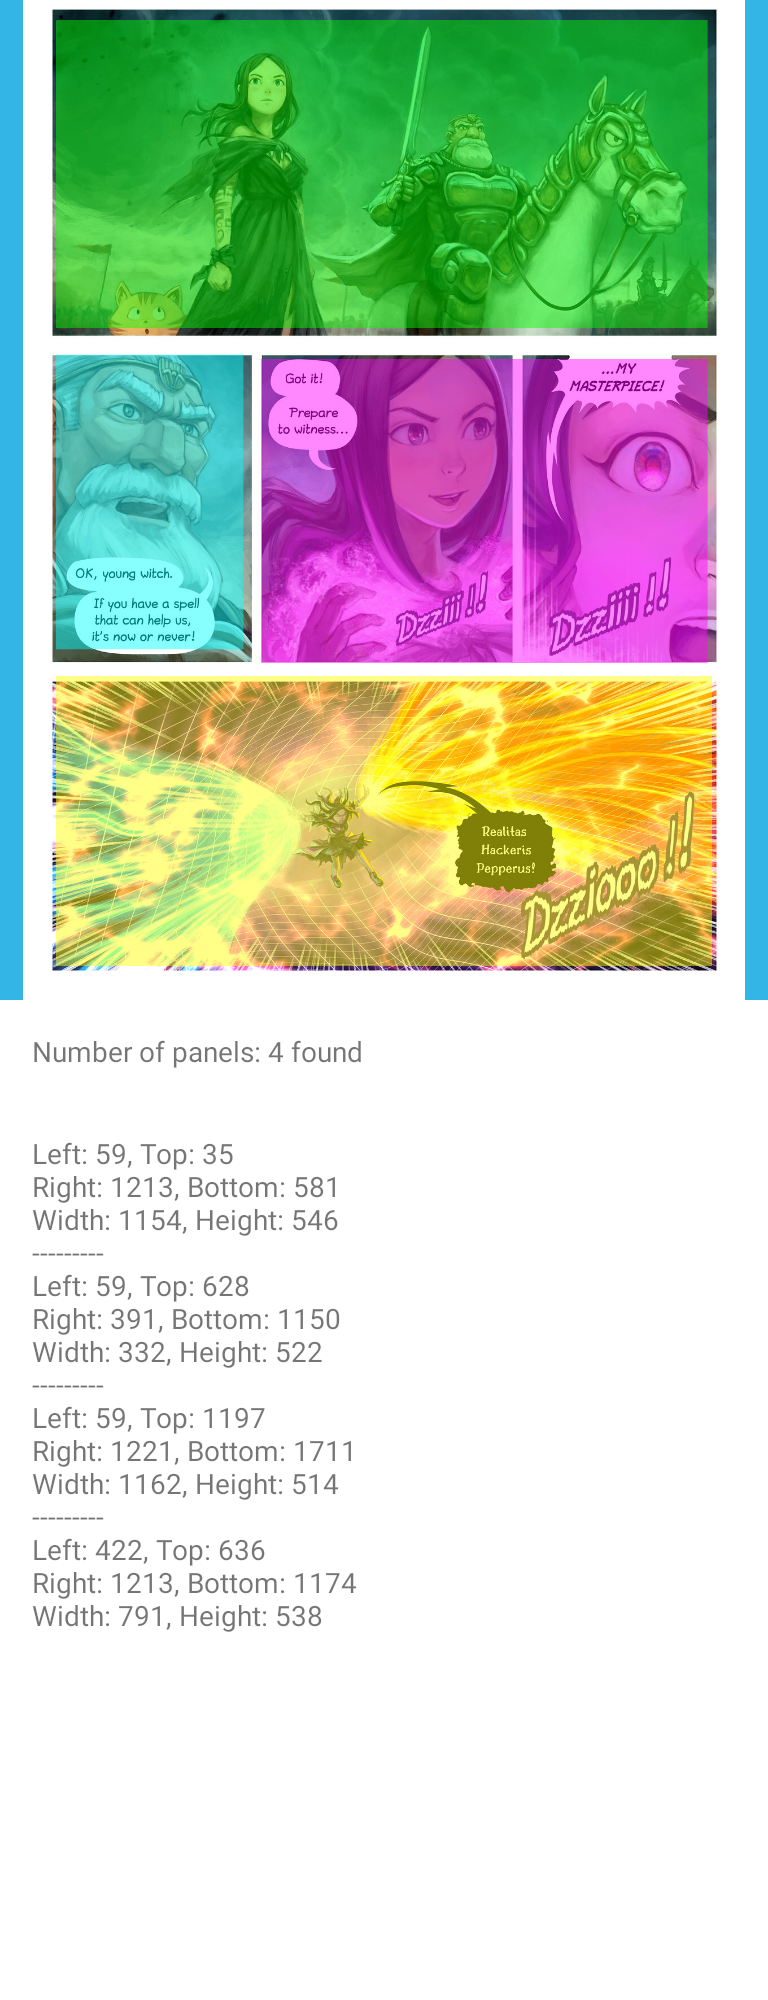 Got it!
Prepare
to witness...
...MY
MASTERPIECE!
OK, young witch.
If you have a spell
that can help us,
it's now or never!
Dzziii !!
Dzziiii !!
Realitas
Hackeris
Pepperus!
Dzziooo !!
Number of panels: 4 found
Left: 59, Top: 35
Right: 1213, Bottom: 581
Width: 1154, Height: 546
---------
Left: 59, Top: 628
Right: 391, Bottom: 1150
Width: 332, Height: 522
---------
Left: 59, Top: 1197
Right: 1221, Bottom: 1711
Width: 1162, Height: 514
---------
Left: 422, Top: 636
Right: 1213, Bottom: 1174
Width: 791, Height: 538